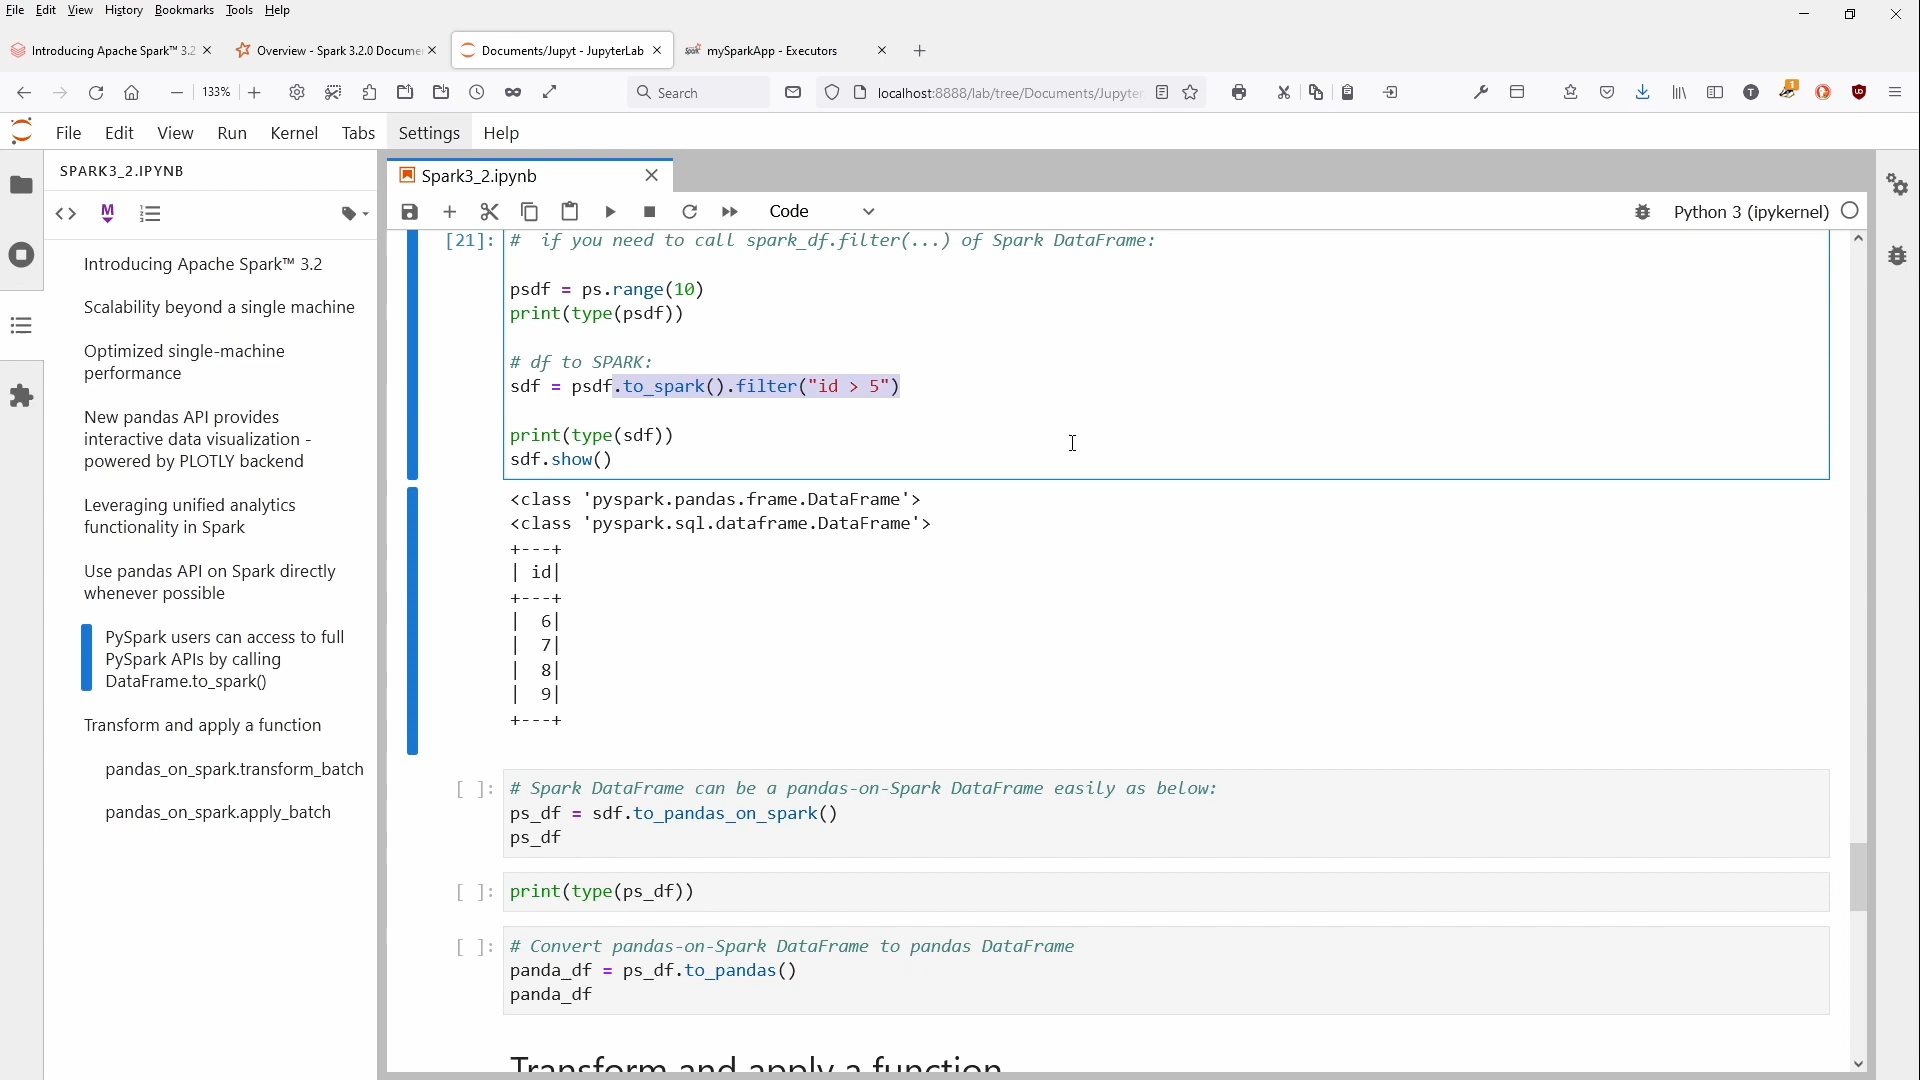 File Edit View History Bookmarks Tools Help
Introducing Apache Spark™ 3.2
Overview - Spark 3.2.0 Docume
Documents/Jupyt - JupyterLab
mySparkApp - Executors
133%
Search
localhost:8888/lab/tree/Documents/Jupyter
File Edit View Run Kernel Tabs Settings Help
SPARK3_2.IPYNB
Introducing Apache Spark™ 3.2
Scalability beyond a single machine
Optimized single-machine
performance
New pandas API provides
interactive data visualization -
powered by PLOTLY backend
Leveraging unified analytics
functionality in Spark
Use pandas API on Spark directly
whenever possible
PySpark users can access to full
PySpark APIs by calling
DataFrame.to_spark()
Transform and apply a function
pandas_on_spark.transform_batch
pandas_on_spark.apply_batch
Spark3_2.ipynb
Code
Python 3 (ipykernel)
[21]: # if you need to call spark_df.filter(...) of Spark DataFrame:
psdf = ps.range(10)
print(type(psdf))
# df to SPARK:
sdf = psdf.to_spark().filter("id > 5")
print(type(sdf))
sdf.show()
<class 'pyspark.pandas.frame.DataFrame'>
<class 'pyspark.sql.dataframe.DataFrame'>
+---+
| id|
+---+
|  6|
|  7|
|  8|
|  9|
+---+
[ ]: # Spark DataFrame can be a pandas-on-Spark DataFrame easily as below:
ps_df = sdf.to_pandas_on_spark()
ps_df
[ ]: print(type(ps_df))
[ ]: # Convert pandas-on-Spark DataFrame to pandas DataFrame
panda_df = ps_df.to_pandas()
panda_df
Transform and apply a function